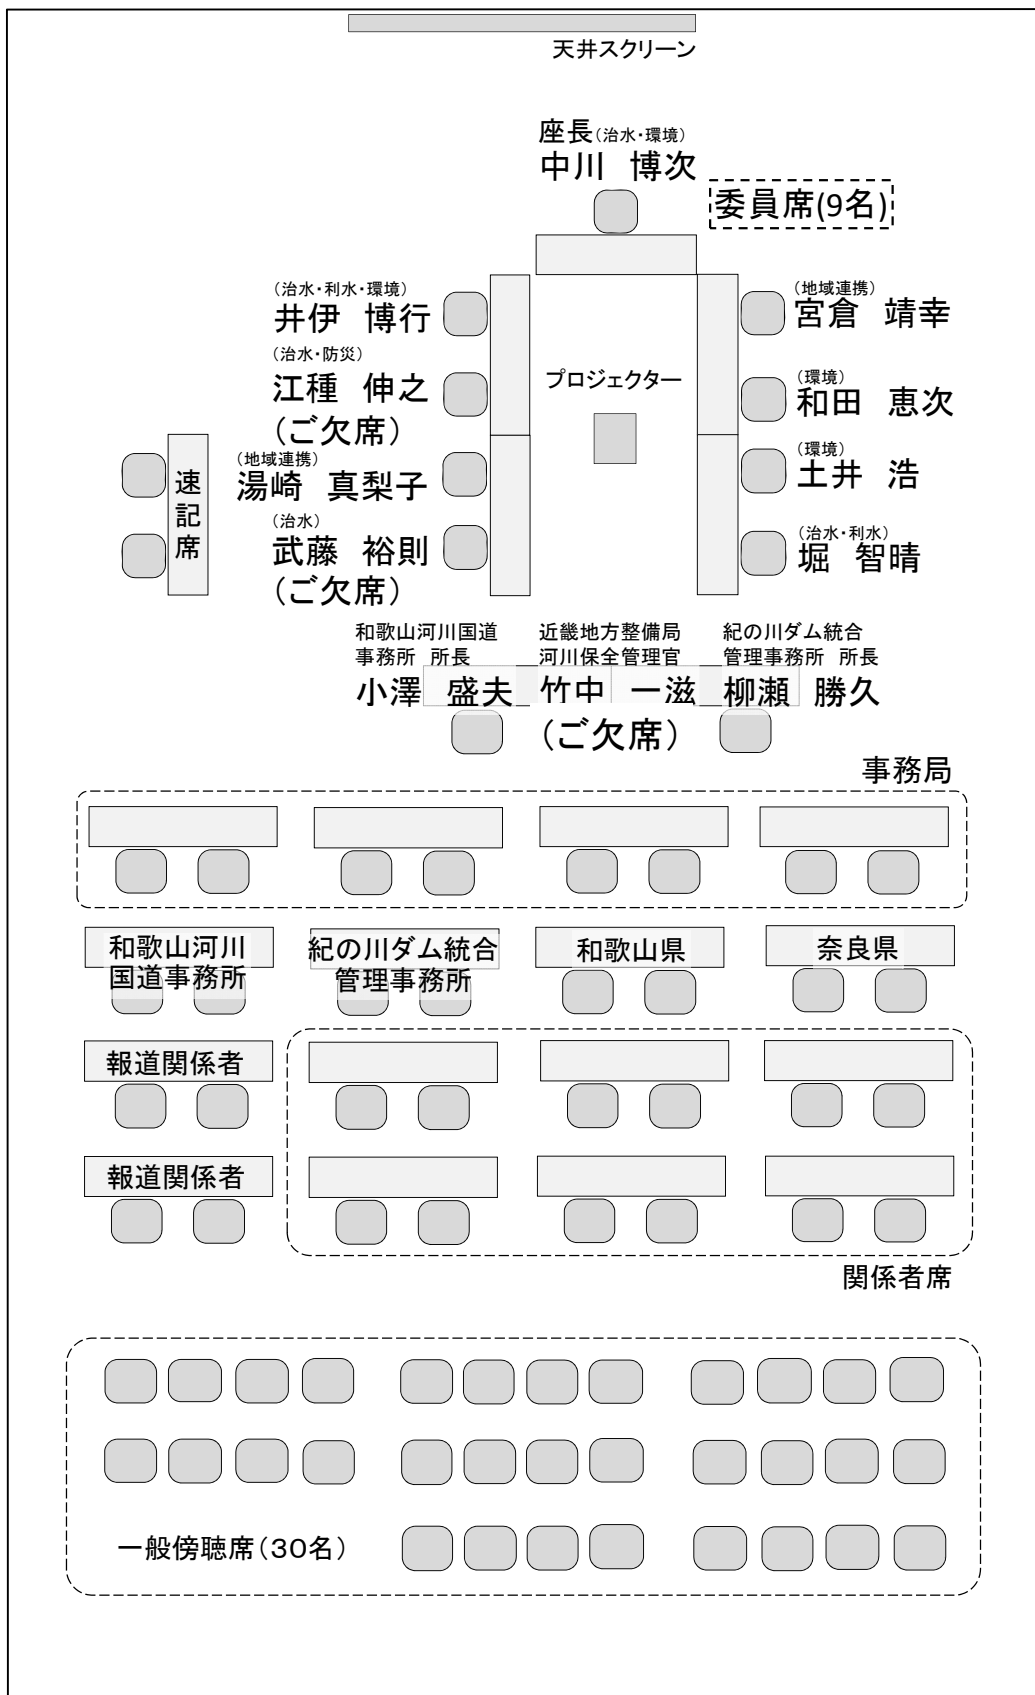 天井スクリーン
座長(治水・環境)
中川 博次
委員席(9名)
(治水・利水・環境)
井伊 博行
(治水・防災)
江種 伸之
(ご欠席)
(地域連携)
湯崎 真梨子
(治水)
武藤 裕則
(ご欠席)
プロジェクター
(地域連携)
宮倉 靖幸
(環境)
和田 恵次
(環境)
土井 浩
(治水・利水)
堀 智晴
速記席
和歌山河川国道
事務所 所長
小澤 盛夫
近畿地方整備局
河川保全管理官
竹中 一滋
(ご欠席)
紀の川ダム統合
管理事務所 所長
柳瀬 勝久
事務局
和歌山河川
国道事務所
紀の川ダム統合
管理事務所
和歌山県
奈良県
報道関係者
報道関係者
関係者席
一般傍聴席(30名)